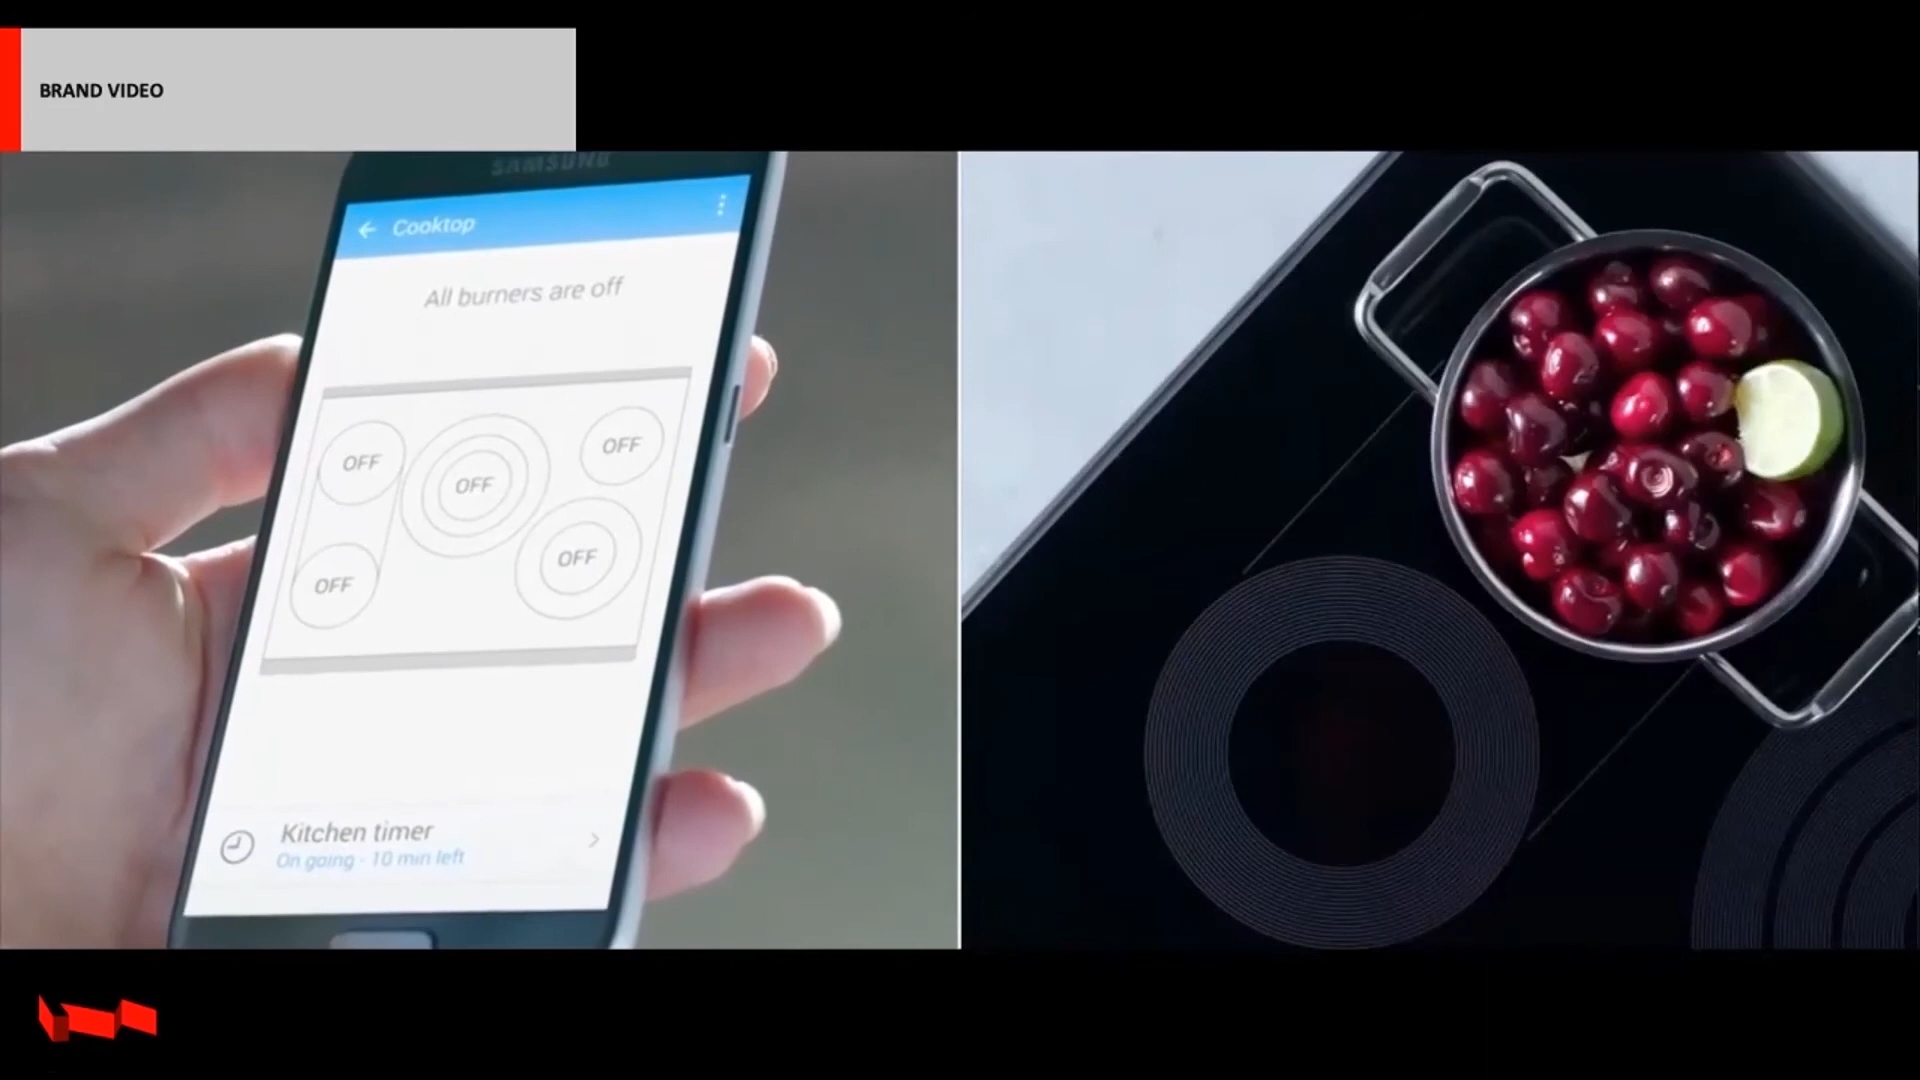 BRAND VIDEO
SAMSUNG
Cooktop
All burners are off
OFF
OFF
OFF
OFF
OFF
Kitchen timer
On going - 10 min left